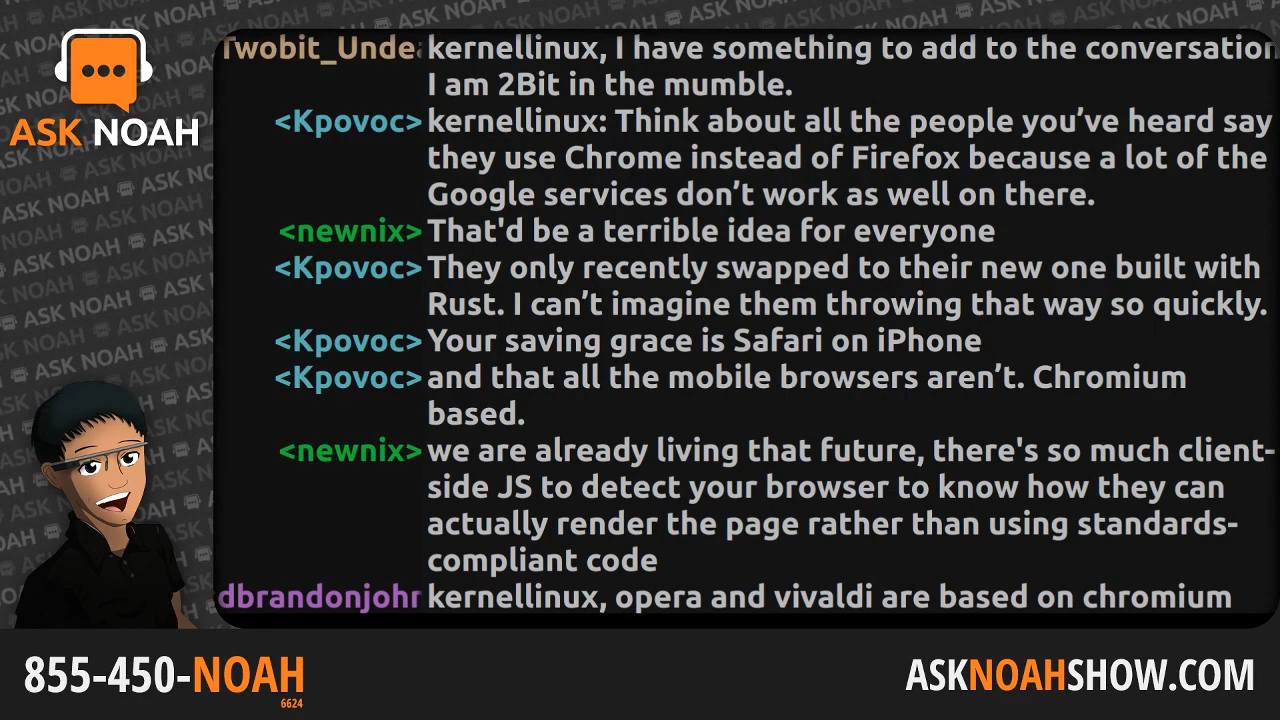 ASK NOAH
Twobit_Unde kernellinux, I have something to add to the conversation
I am 2Bit in the mumble.
<Kpovoc> kernellinux: Think about all the people you’ve heard say
they use Chrome instead of Firefox because a lot of the
Google services don’t work as well on there.
<newnix> That'd be a terrible idea for everyone
<Kpovoc> They only recently swapped to their new one built with
Rust. I can’t imagine them throwing that way so quickly.
<Kpovoc> Your saving grace is Safari on iPhone
<Kpovoc> and that all the mobile browsers aren’t. Chromium
based.
<newnix> we are already living that future, there's so much client-
side JS to detect your browser to know how they can
actually render the page rather than using standards-
compliant code
dbrandonjohn kernellinux, opera and vivaldi are based on chromium
855-450-NOAH
6624
ASKNOAHSHOW.COM